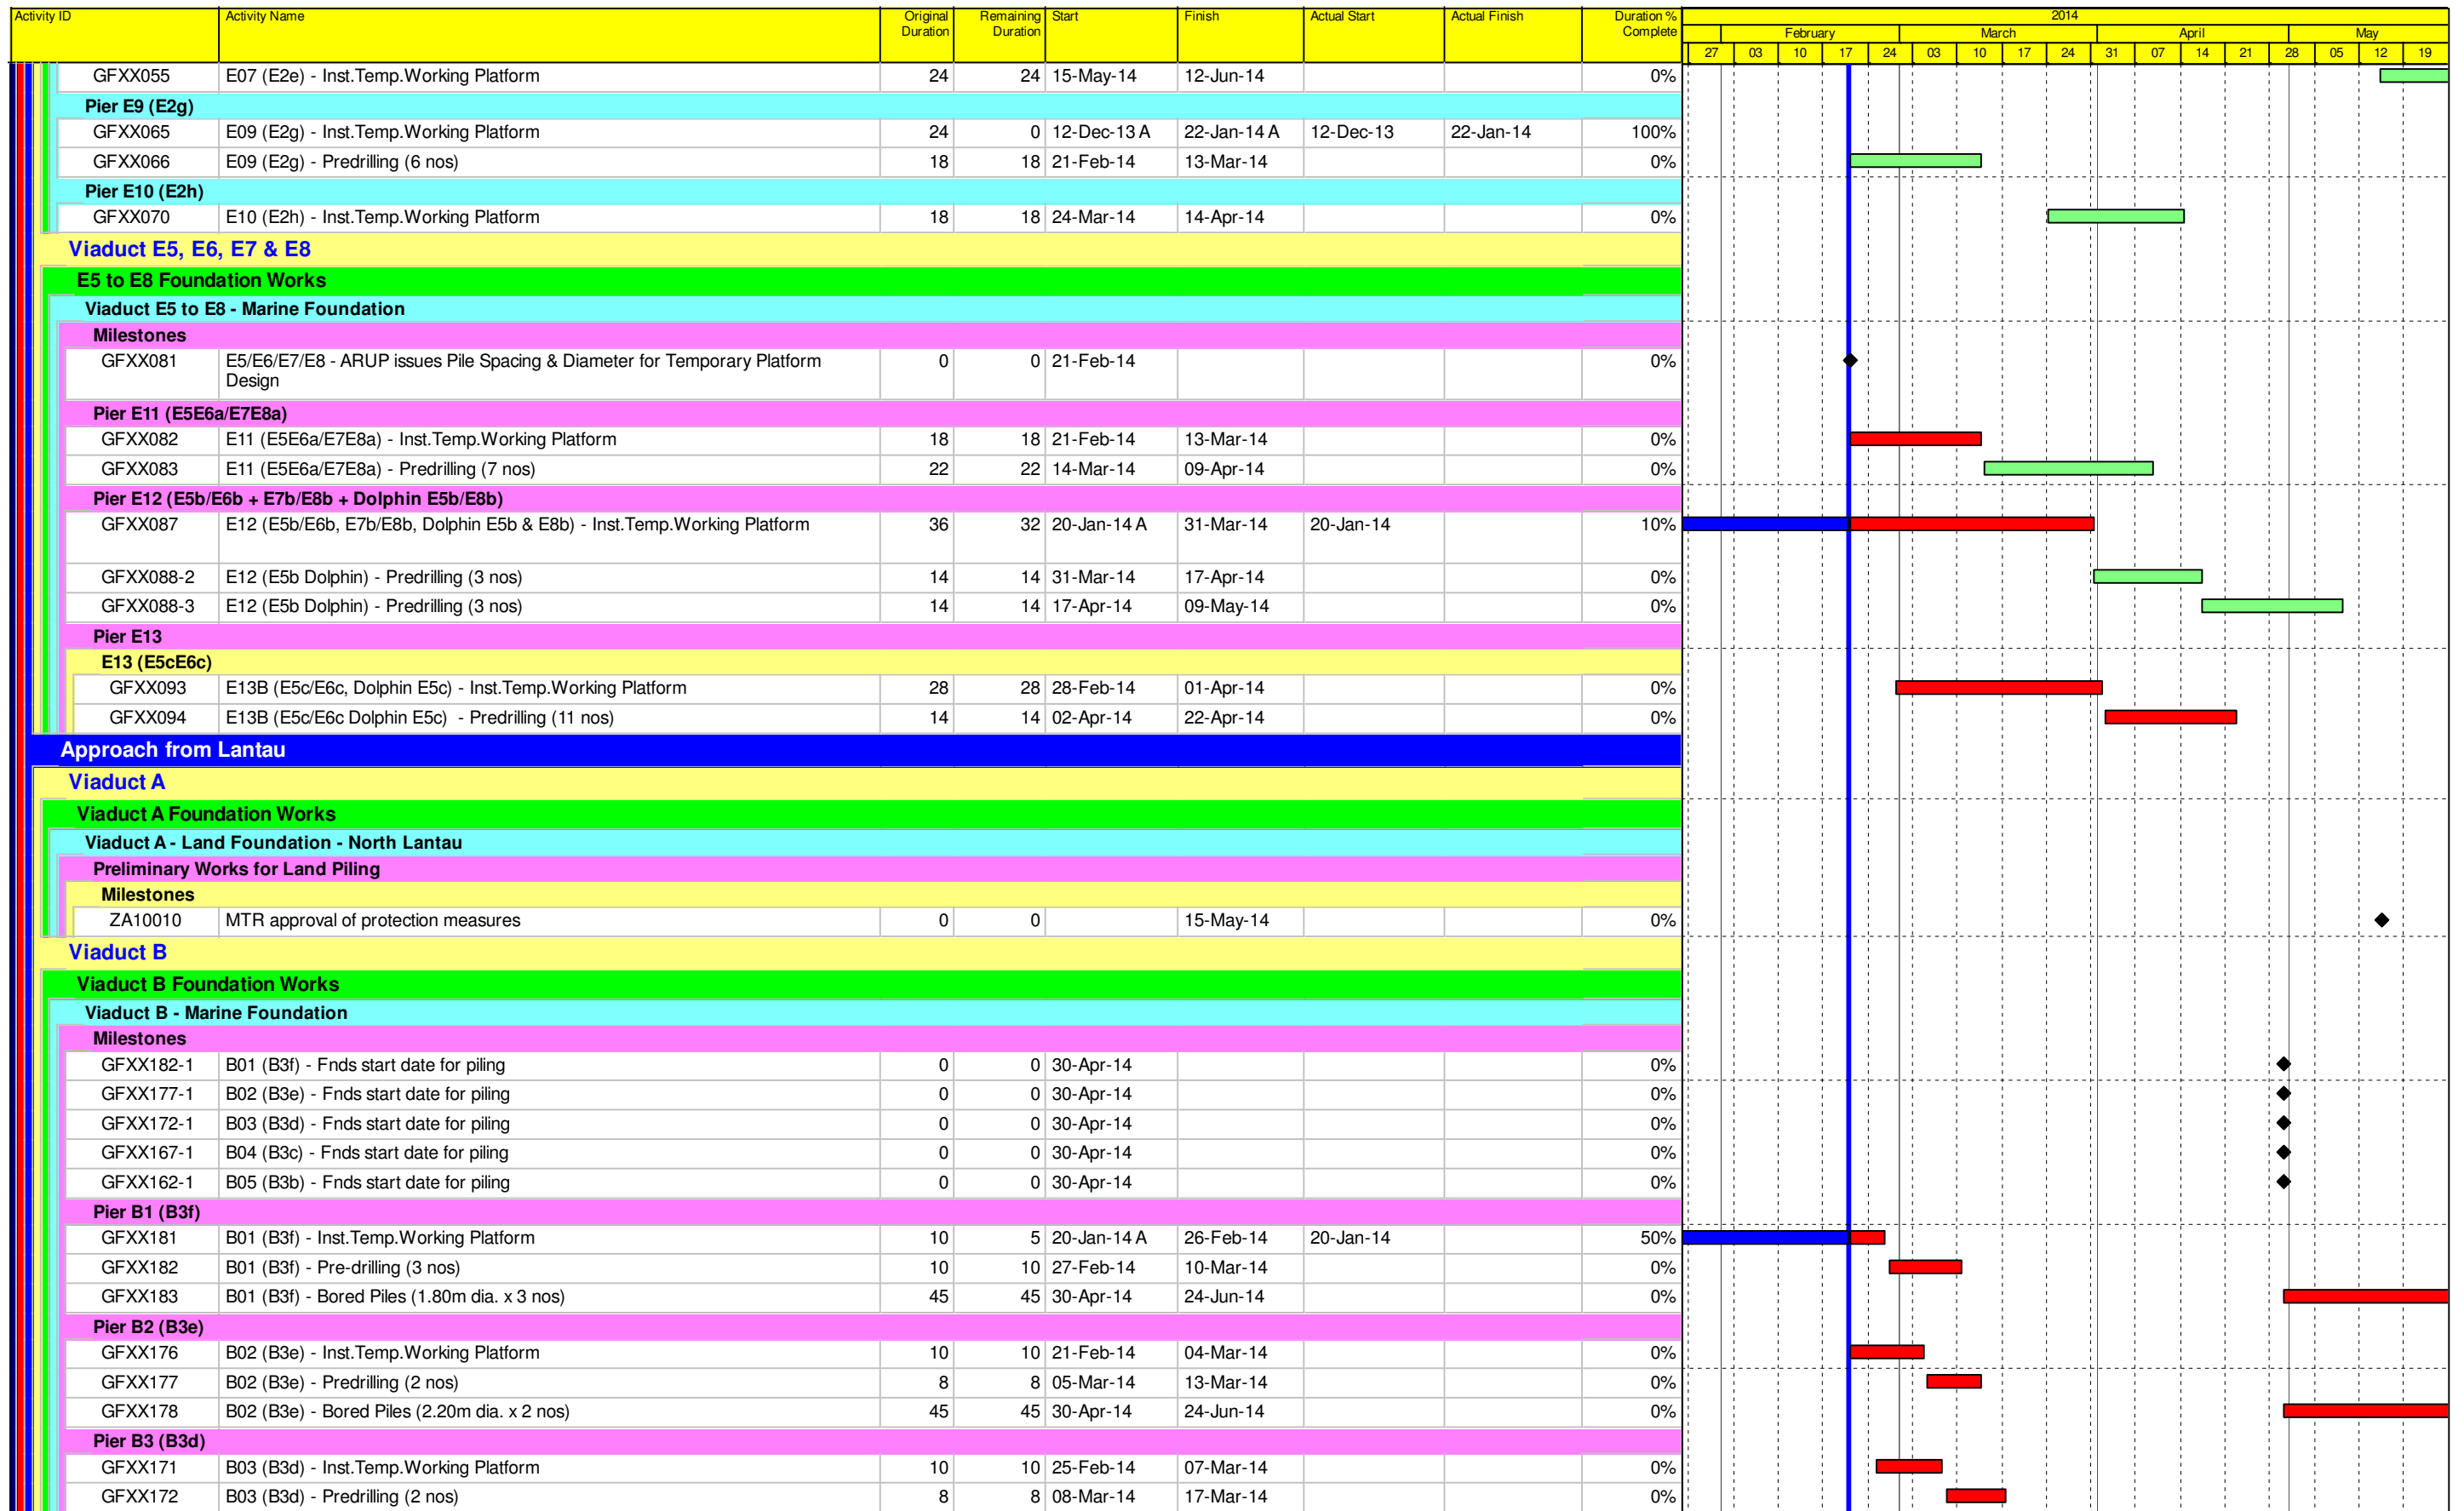 Activity ID Activity Name Original Duration Remaining Duration Start Finish Actual Start Actual Finish Duration % Complete 2014
February March April May
27 03 10 17 24 03 10 17 24 31 07 14 21 28 05 12 19
GFXX055 E07 (E2e) - Inst.Temp.Working Platform 24 24 15-May-14 12-Jun-14 0%
Pier E9 (E2g)
GFXX065 E09 (E2g) - Inst.Temp.Working Platform 24 0 12-Dec-13 A 22-Jan-14 A 12-Dec-13 22-Jan-14 100%
GFXX066 E09 (E2g) - Predrilling (6 nos) 18 18 21-Feb-14 13-Mar-14 0%
Pier E10 (E2h)
GFXX070 E10 (E2h) - Inst.Temp.Working Platform 18 18 24-Mar-14 14-Apr-14 0%
Viaduct E5, E6, E7 & E8
E5 to E8 Foundation Works
Viaduct E5 to E8 - Marine Foundation
Milestones
GFXX081 E5/E6/E7/E8 - ARUP issues Pile Spacing & Diameter for Temporary Platform 0 0 21-Feb-14 0%
Design
Pier E11 (E5E6a/E7E8a)
GFXX082 E11 (E5E6a/E7E8a) - Inst.Temp.Working Platform 18 18 21-Feb-14 13-Mar-14 0%
GFXX083 E11 (E5E6a/E7E8a) - Predrilling (7 nos) 22 22 14-Mar-14 09-Apr-14 0%
Pier E12 (E5b/E6b + E7b/E8b + Dolphin E5b/E8b)
GFXX087 E12 (E5b/E6b, E7b/E8b, Dolphin E5b & E8b) - Inst.Temp.Working Platform 36 32 20-Jan-14 A 31-Mar-14 20-Jan-14 10%
GFXX088-2 E12 (E5b Dolphin) - Predrilling (3 nos) 14 14 31-Mar-14 17-Apr-14 0%
GFXX088-3 E12 (E5b Dolphin) - Predrilling (3 nos) 14 14 17-Apr-14 09-May-14 0%
Pier E13
E13 (E5cE6c)
GFXX093 E13B (E5c/E6c, Dolphin E5c) - Inst.Temp.Working Platform 28 28 28-Feb-14 01-Apr-14 0%
GFXX094 E13B (E5c/E6c Dolphin E5c) - Predrilling (11 nos) 14 14 02-Apr-14 22-Apr-14 0%
Approach from Lantau
Viaduct A
Viaduct A Foundation Works
Viaduct A - Land Foundation - North Lantau
Preliminary Works for Land Piling
Milestones
ZA10010 MTR approval of protection measures 0 0 15-May-14 0%
Viaduct B
Viaduct B Foundation Works
Viaduct B - Marine Foundation
Milestones
GFXX182-1 B01 (B3f) - Fnds start date for piling 0 0 30-Apr-14 0%
GFXX177-1 B02 (B3e) - Fnds start date for piling 0 0 30-Apr-14 0%
GFXX172-1 B03 (B3d) - Fnds start date for piling 0 0 30-Apr-14 0%
GFXX167-1 B04 (B3c) - Fnds start date for piling 0 0 30-Apr-14 0%
GFXX162-1 B05 (B3b) - Fnds start date for piling 0 0 30-Apr-14 0%
Pier B1 (B3f)
GFXX181 B01 (B3f) - Inst.Temp.Working Platform 10 5 20-Jan-14 A 26-Feb-14 20-Jan-14 50%
GFXX182 B01 (B3f) - Pre-drilling (3 nos) 10 10 27-Feb-14 10-Mar-14 0%
GFXX183 B01 (B3f) - Bored Piles (1.80m dia. x 3 nos) 45 45 30-Apr-14 24-Jun-14 0%
Pier B2 (B3e)
GFXX176 B02 (B3e) - Inst.Temp.Working Platform 10 10 21-Feb-14 04-Mar-14 0%
GFXX177 B02 (B3e) - Predrilling (2 nos) 8 8 05-Mar-14 13-Mar-14 0%
GFXX178 B02 (B3e) - Bored Piles (2.20m dia. x 2 nos) 45 45 30-Apr-14 24-Jun-14 0%
Pier B3 (B3d)
GFXX171 B03 (B3d) - Inst.Temp.Working Platform 10 10 25-Feb-14 07-Mar-14 0%
GFXX172 B03 (B3d) - Predrilling (2 nos) 8 8 08-Mar-14 17-Mar-14 0%